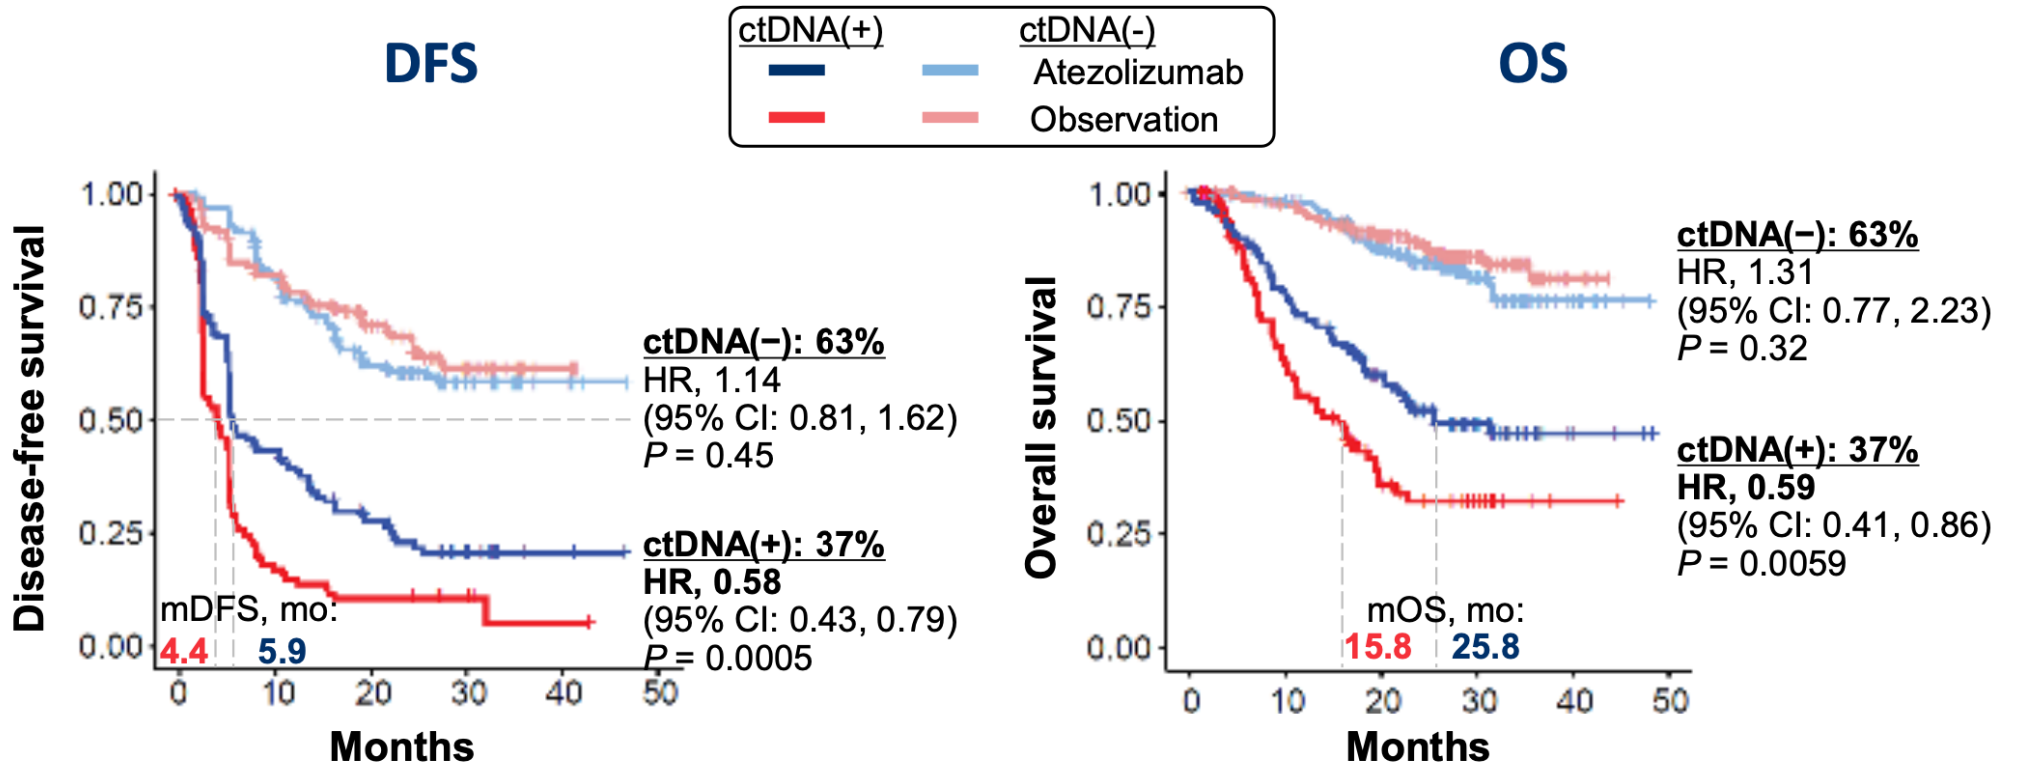 DFS
ctDNA(+) ctDNA(-)
Atezolizumab
Observation
OS
Disease-free survival
1.00
0.75
0.50
0.25
0.00
ctDNA(−): 63%
HR, 1.14
(95% CI: 0.81, 1.62)
P = 0.45
ctDNA(+): 37%
HR, 0.58
(95% CI: 0.43, 0.79)
P = 0.0005
mDFS, mo:
4.4 5.9
0 10 20 30 40 50
Months
Overall survival
1.00
0.75
0.50
0.25
0.00
ctDNA(−): 63%
HR, 1.31
(95% CI: 0.77, 2.23)
P = 0.32
ctDNA(+): 37%
HR, 0.59
(95% CI: 0.41, 0.86)
P = 0.0059
mOS, mo:
15.8 25.8
0 10 20 30 40 50
Months